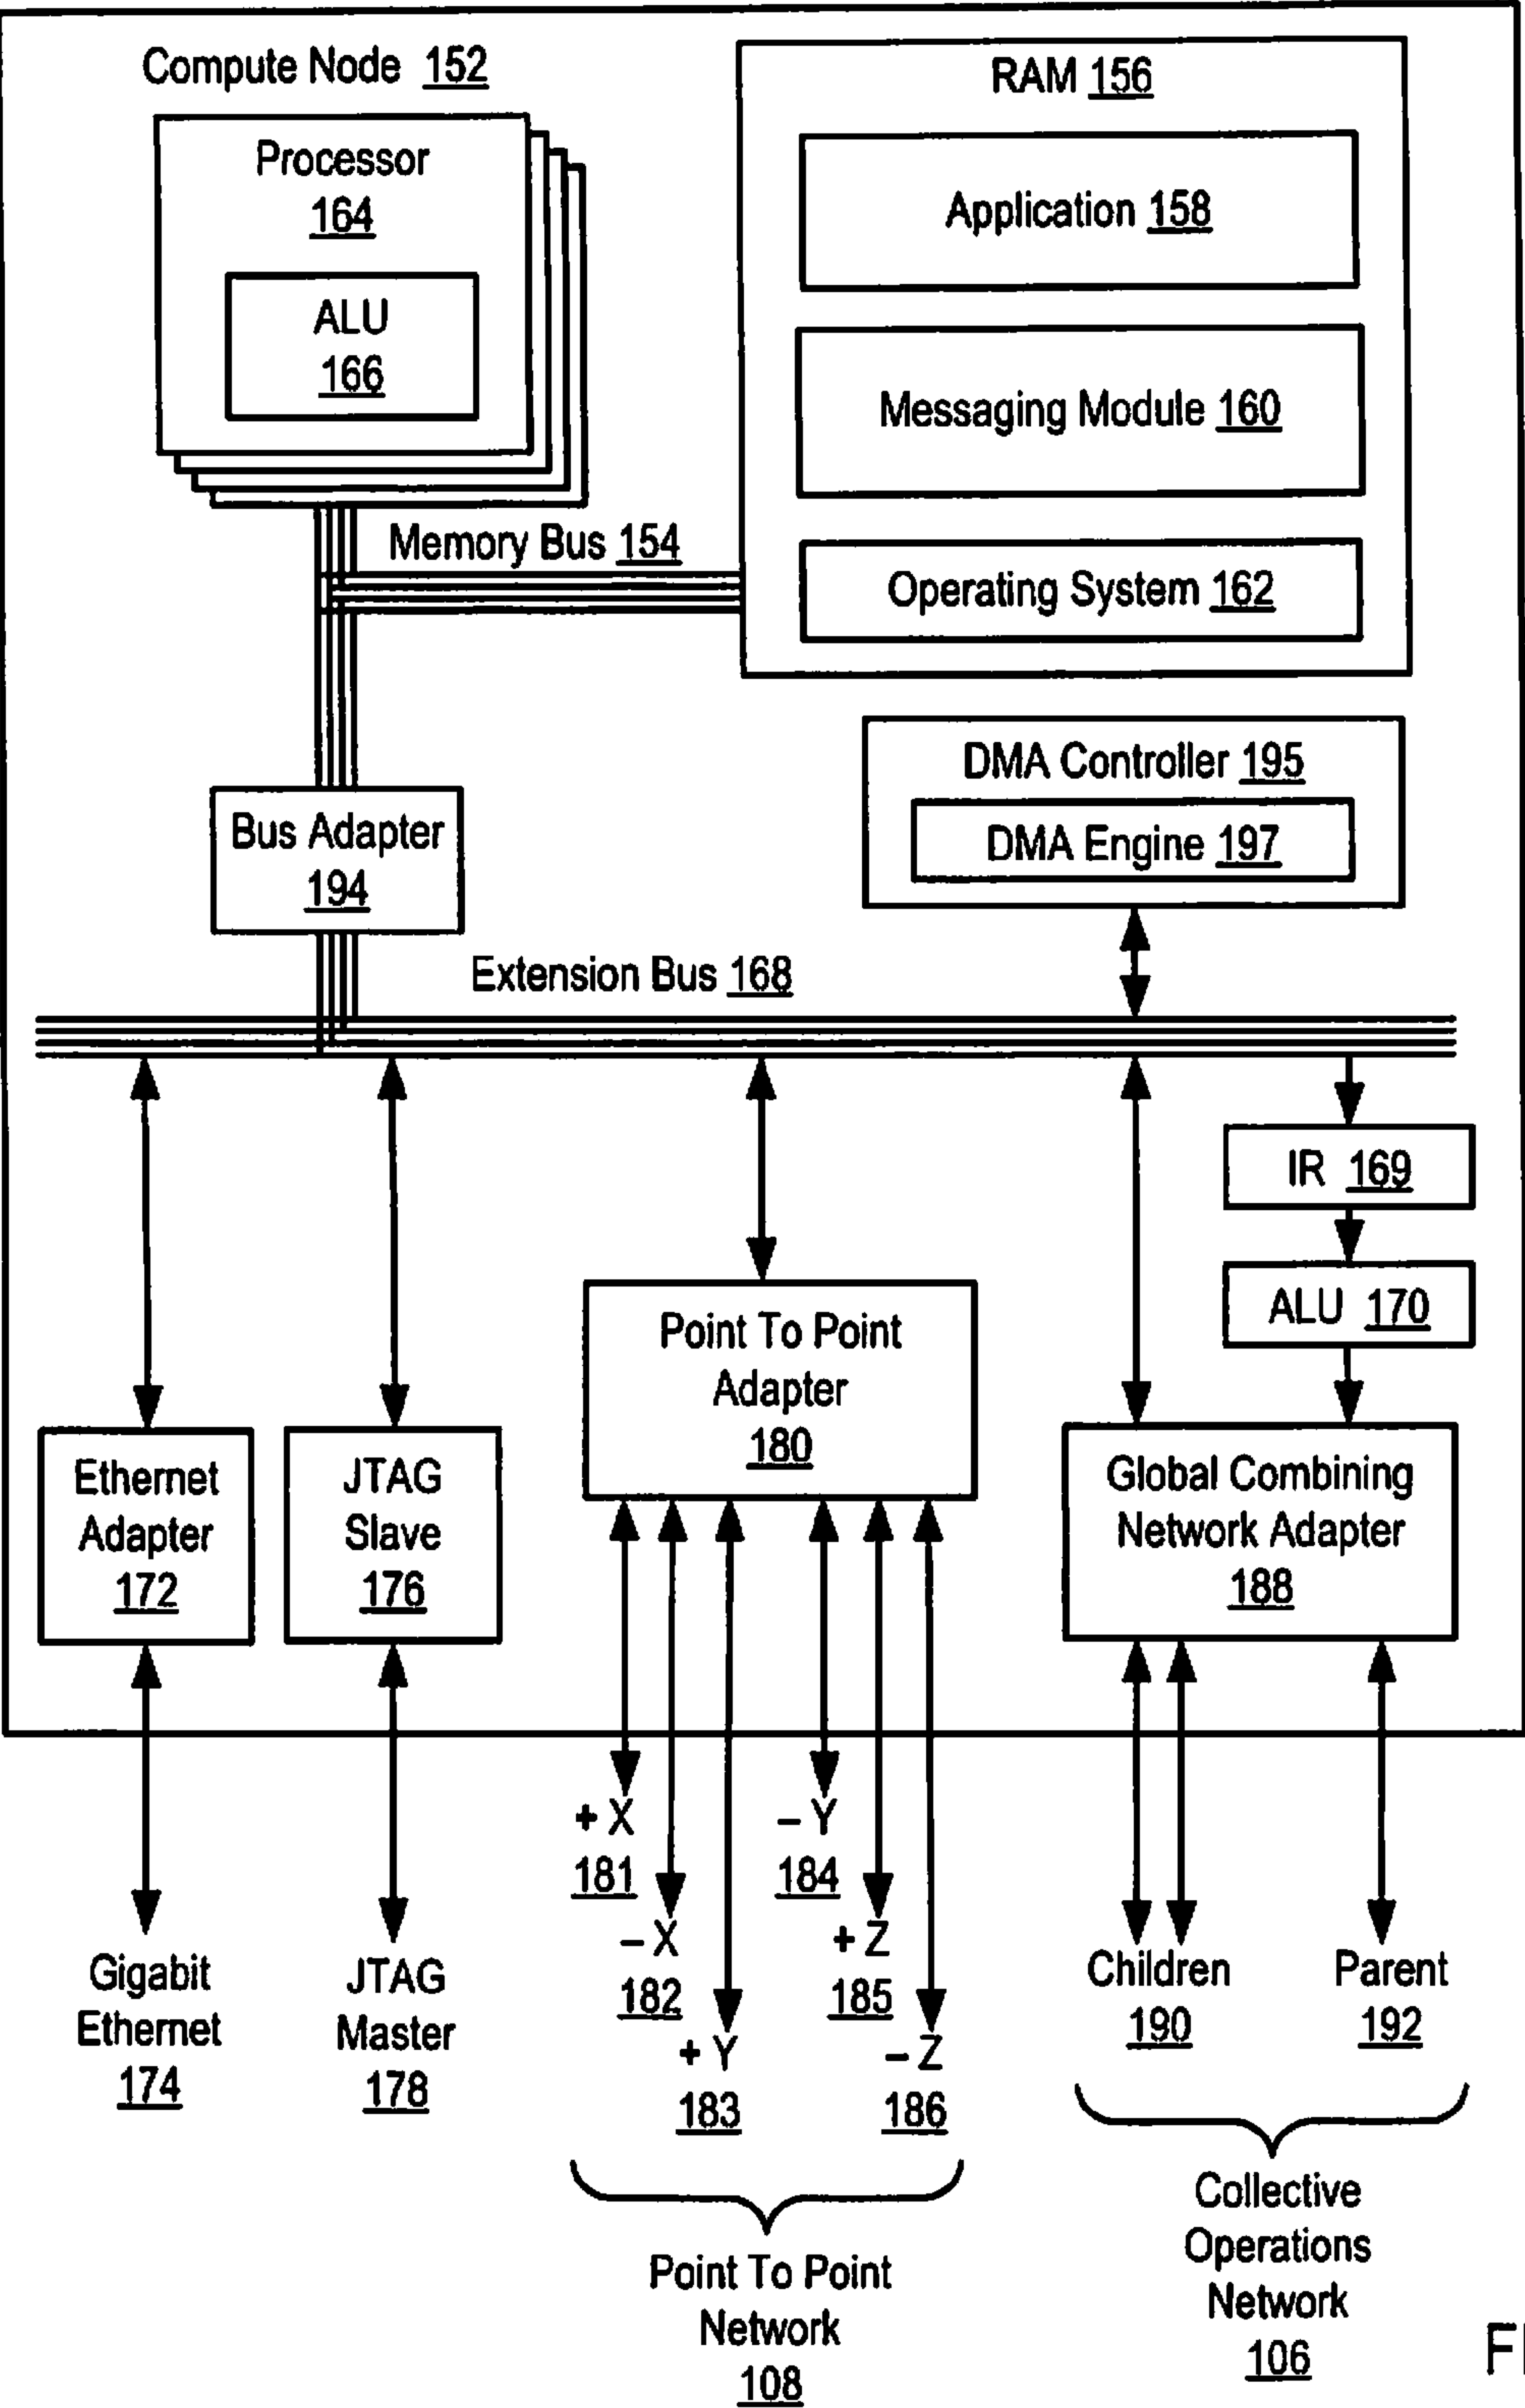 Compute Node 152
Processor
164
ALU
166
RAM 156
Application 158
Messaging Module 160
Operating System 162
Memory Bus 154
DMA Controller 195
DMA Engine 197
Bus Adapter
194
Extension Bus 168
IR 169
ALU 170
Point To Point
Adapter
180
Ethernet
Adapter
172
JTAG
Slave
176
Global Combining
Network Adapter
188
+ X
181
– X
182
+ Y
183
– Y
184
+ Z
185
– Z
186
Gigabit
Ethernet
174
JTAG
Master
178
Children
190
Parent
192
Point To Point
Network
108
Collective
Operations
Network
106